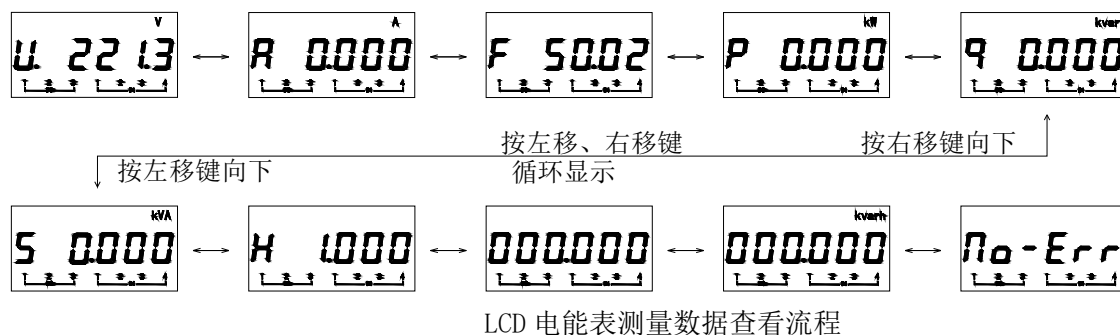 V
U. 221.3
A
A 0.000
F 50.02
kW
P 0.000
kvar
q 0.000
按左移、右移键
循环显示
按右移键向下
按左移键向下
kVA
S 0.000
H 1.000
000.000
kvarh
000.000
No-Err
LCD 电能表测量数据查看流程